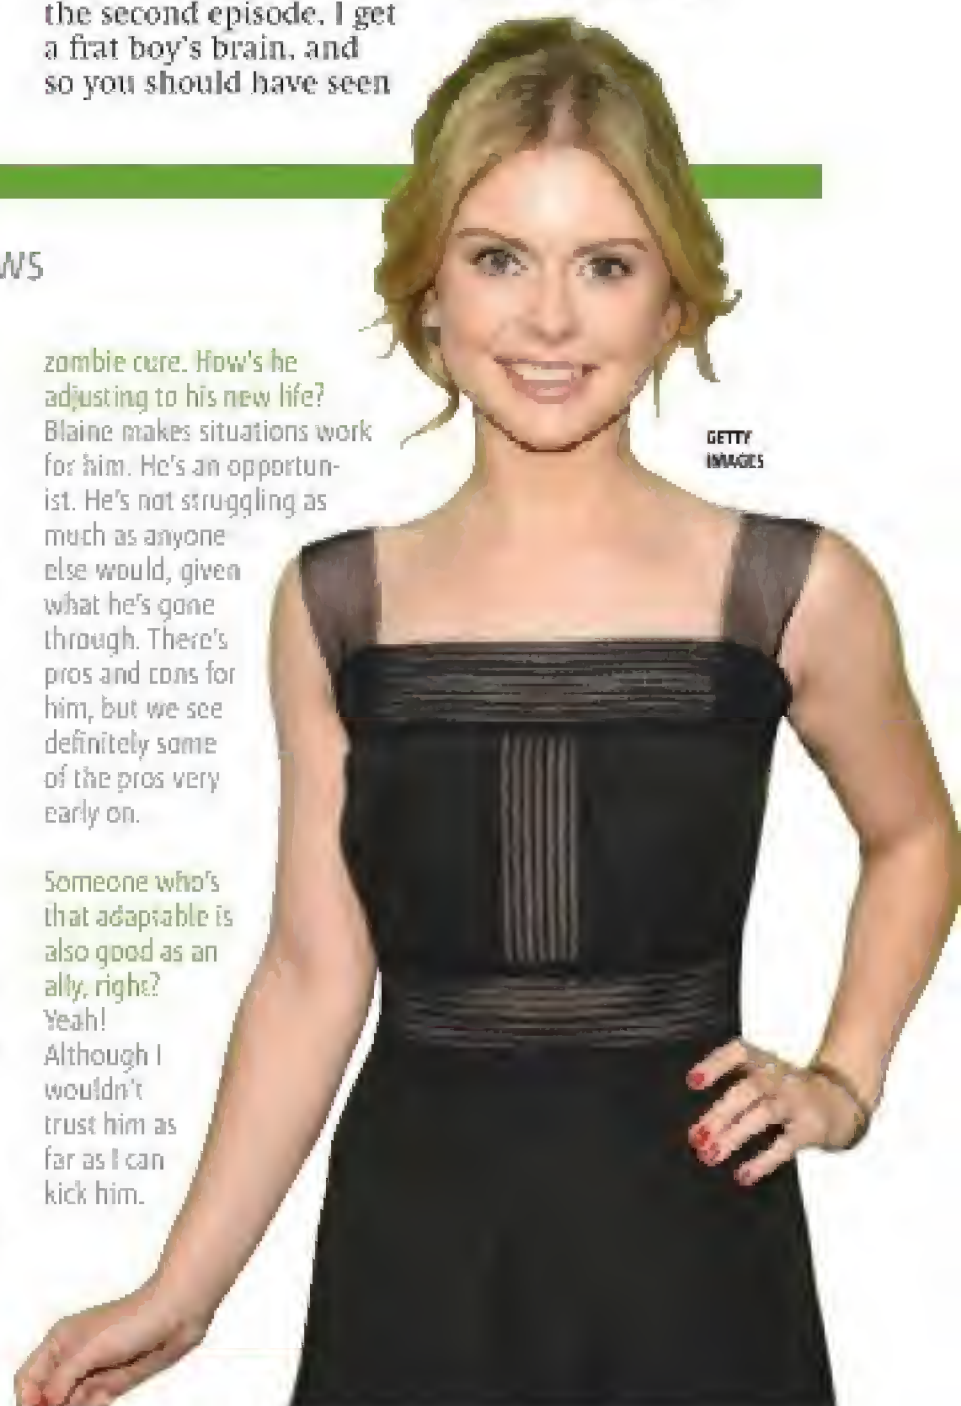 the second episode. I get
a frat boy's brain, and
so you should have seen
ws
zombie cure. How's he
adjusting to his new life?
Blaine makes situations work
for him. He's an opportun-
ist. He's not struggling as
much as anyone
else would, given
what he's gone
through. There's
pros and cons for
him, but we see
definitely some
of the pros very
early on.
Someone who's
that adaptable is
also good as an
ally, right?
Yeah!
Although I
wouldn't
trust him as
far as I can
kick him.
GETTY
IMAGES